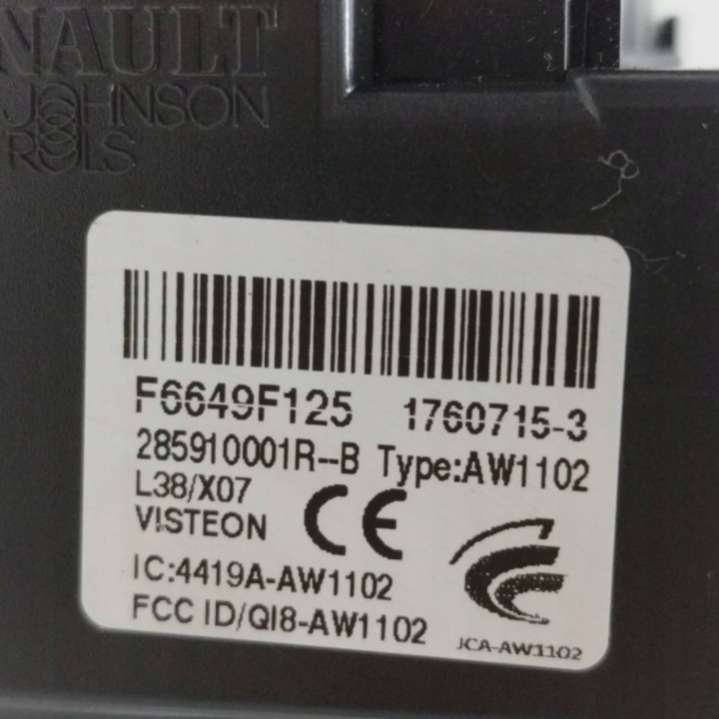 NAULT
JOHNSON
ROLS
F6649F125 1760715-3
285910001R--B Type:AW1102
L38/X07
VISTEON
CE
IC:4419A-AW1102
FCC ID/QI8-AW1102
JCA-AW1102